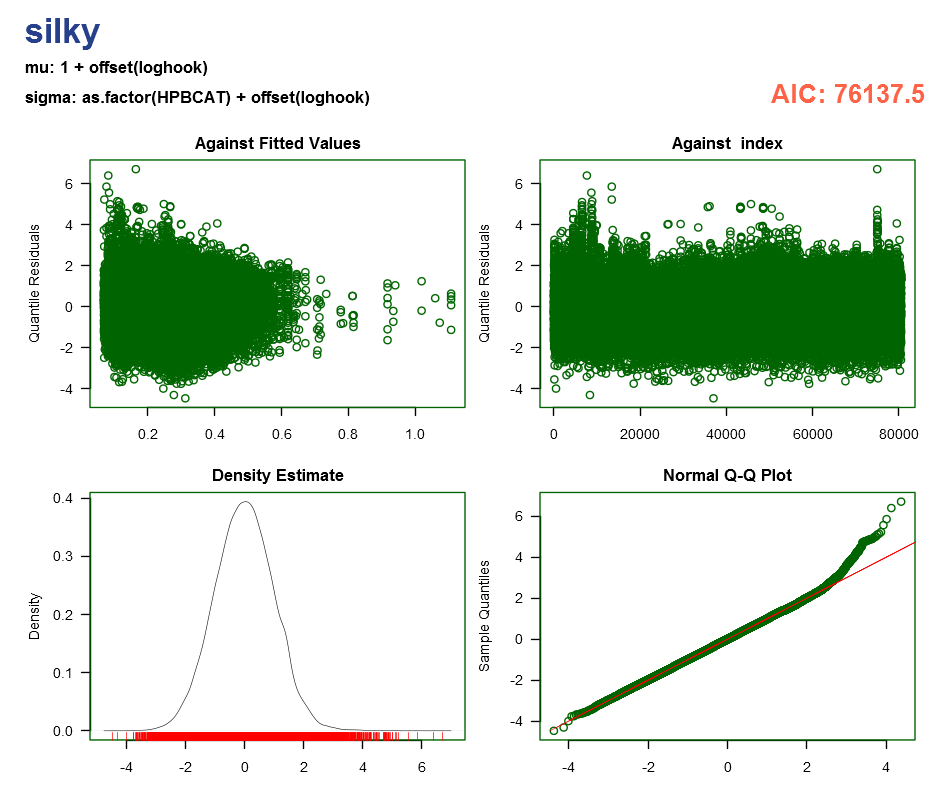 silky
mu: 1 + offset(loghook)
sigma: as.factor(HPBCAT) + offset(loghook)
AIC: 76137.5
Against Fitted Values
Quantile Residuals
6
4
2
0
-2
-4
0.2 0.4 0.6 0.8 1.0
Against index
Quantile Residuals
6
4
2
0
-2
-4
0 20000 40000 60000 80000
Density Estimate
Density
0.4
0.3
0.2
0.1
0.0
-4 -2 0 2 4 6
Normal Q-Q Plot
Sample Quantiles
6
4
2
0
-2
-4
-4 -2 0 2 4